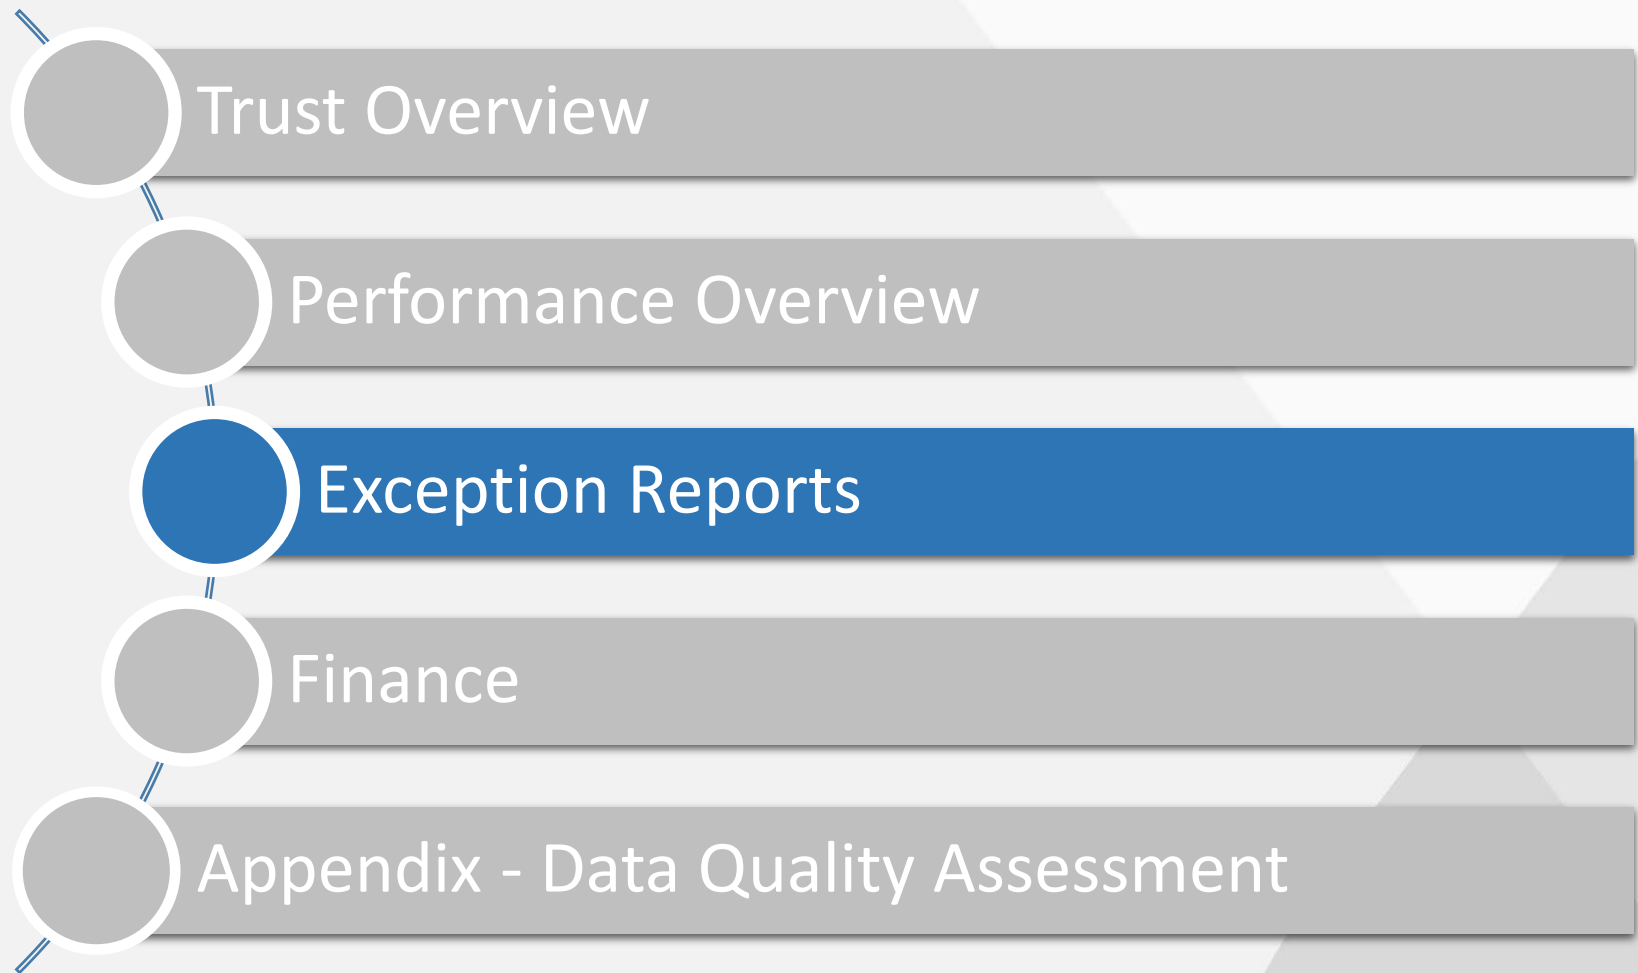 Trust Overview
Performance Overview
Exception Reports
Finance
Appendix - Data Quality Assessment